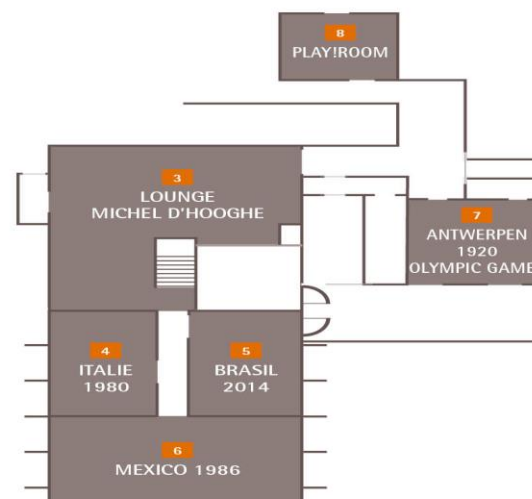 8
PLAY!ROOM
3
LOUNGE
MICHEL D'HOOGHE
7
ANTWERPEN
1920
OLYMPIC GAME
4
ITALIE
1980
5
BRASIL
2014
6
MEXICO 1986